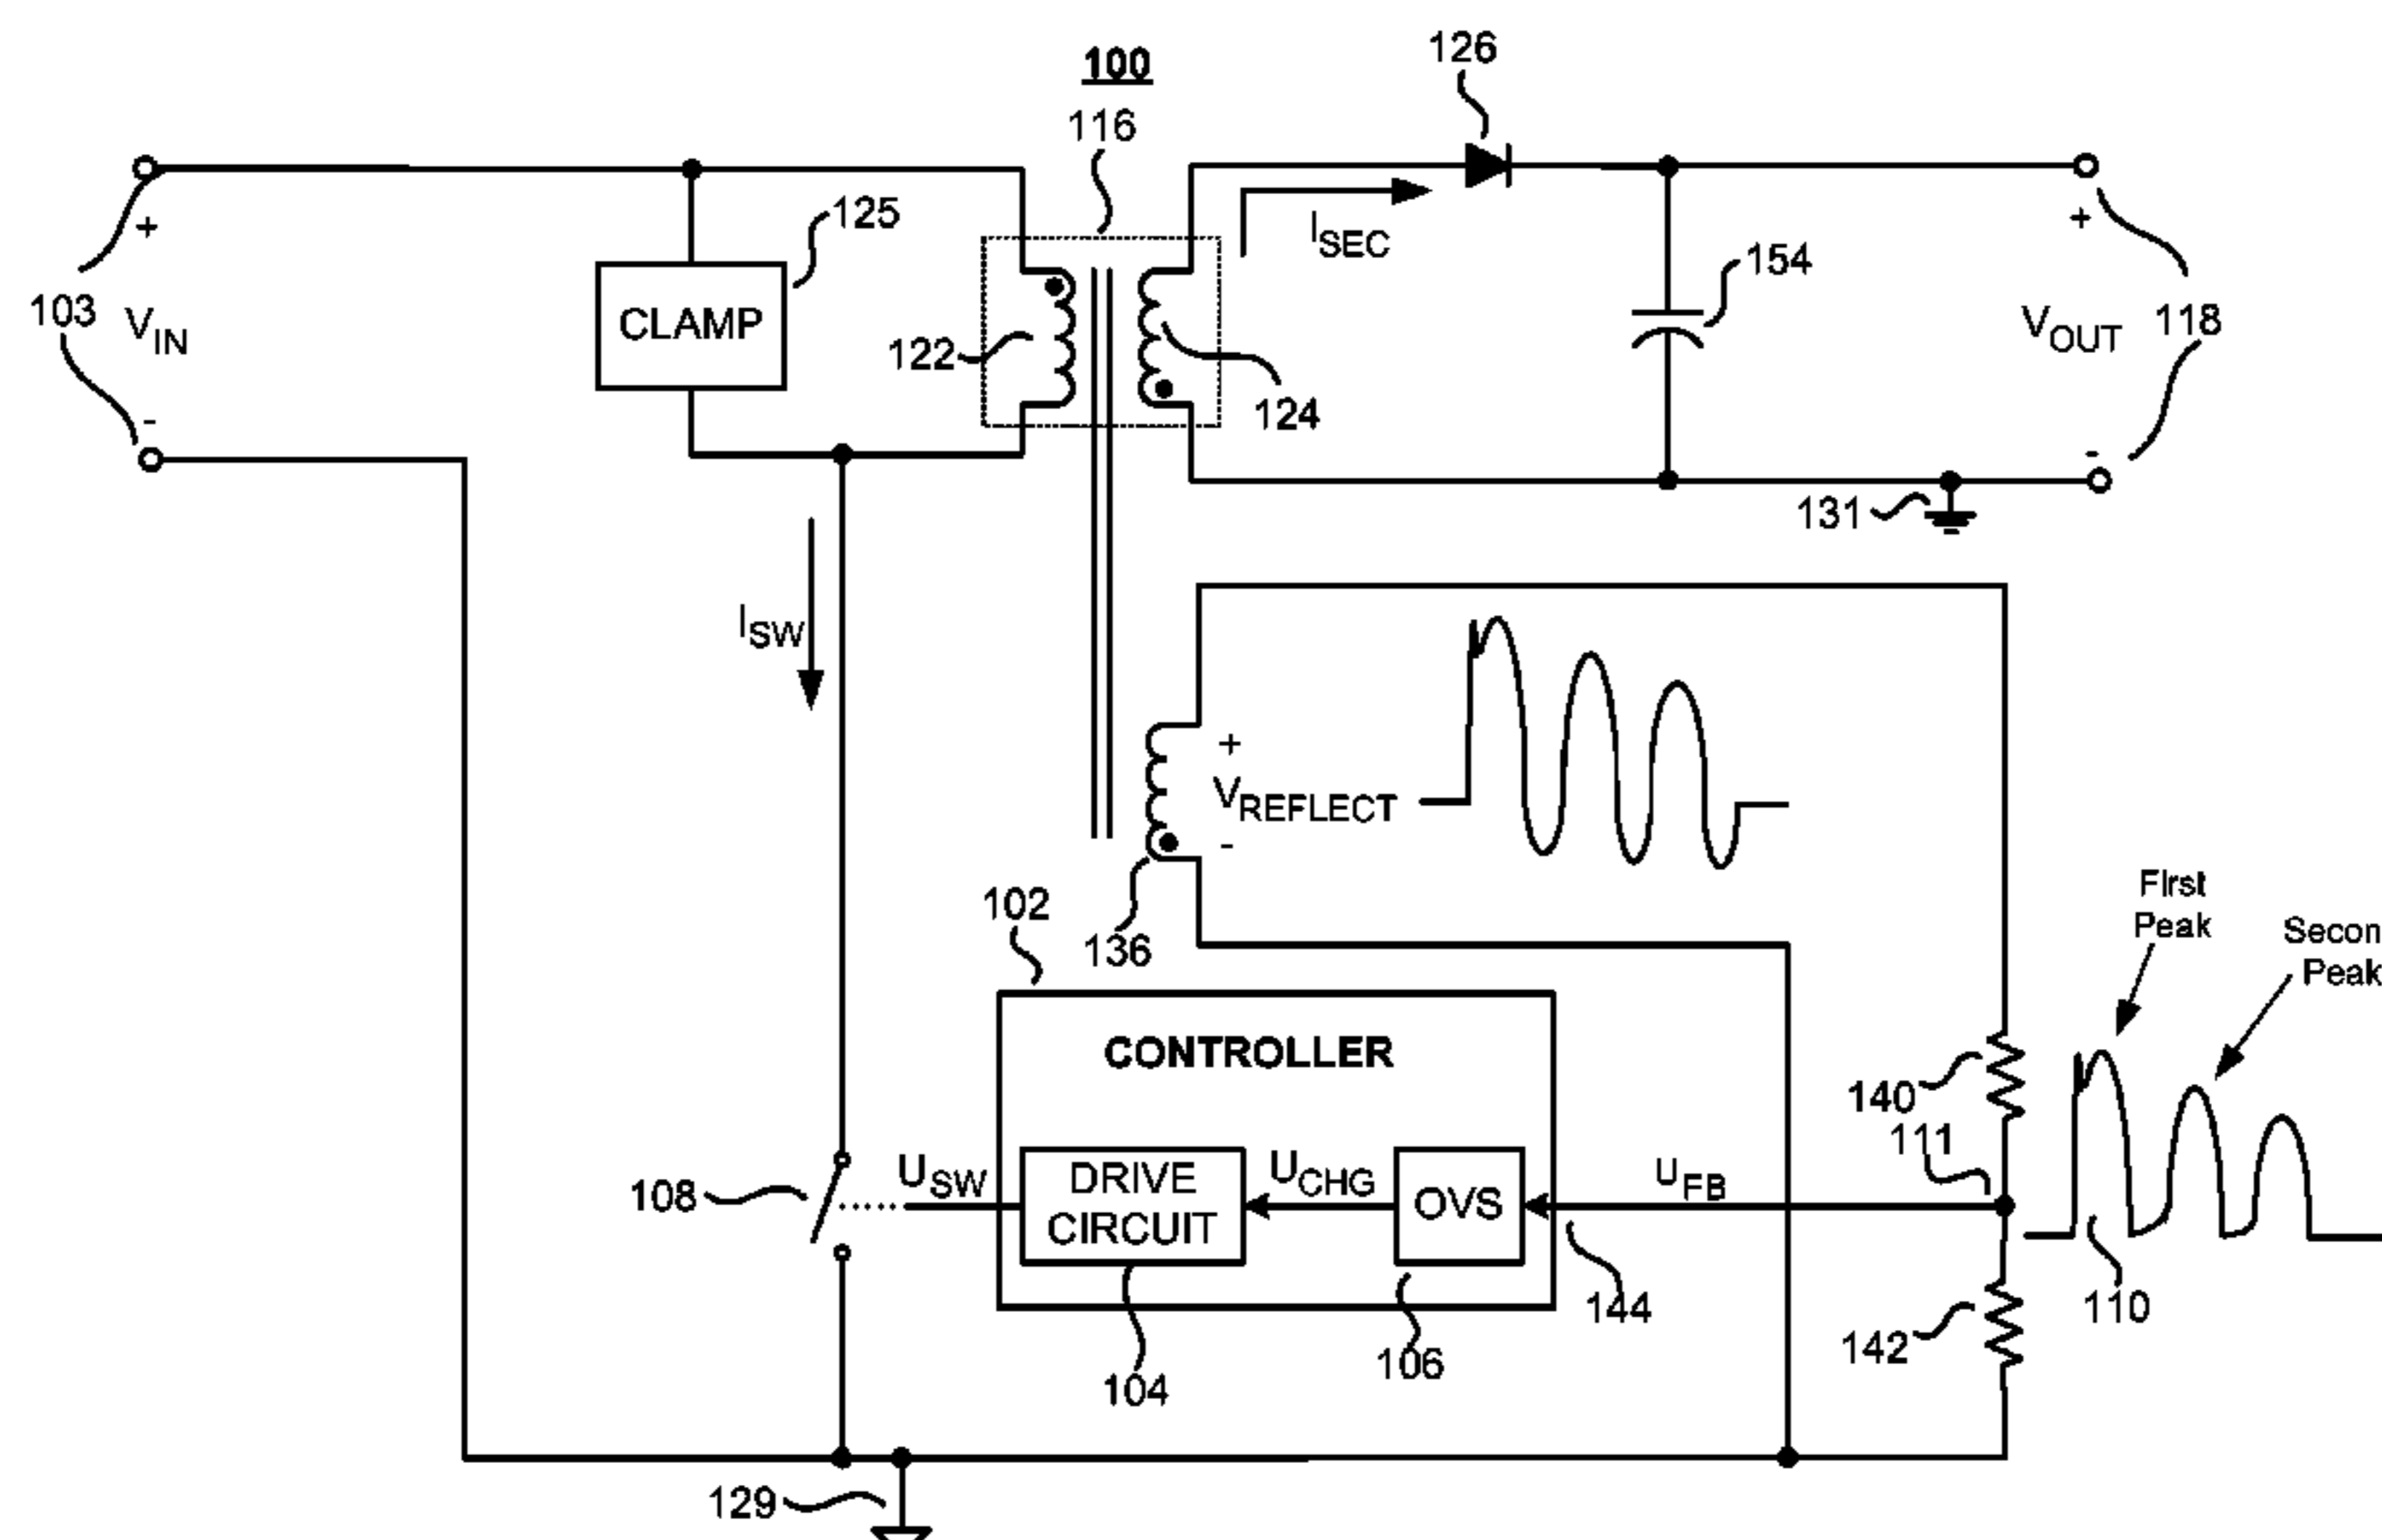 100
116
126
+
125
ISEC
154
+
103
VIN
CLAMP
122
124
VOUT
118
-
-
131
ISW
+
VREFLECT
-
136
102
First
Peak
Secon
Peak
CONTROLLER
140
111
108
USW
DRIVE
CIRCUIT
UCHG
OVS
UFB
144
110
142
104
106
129